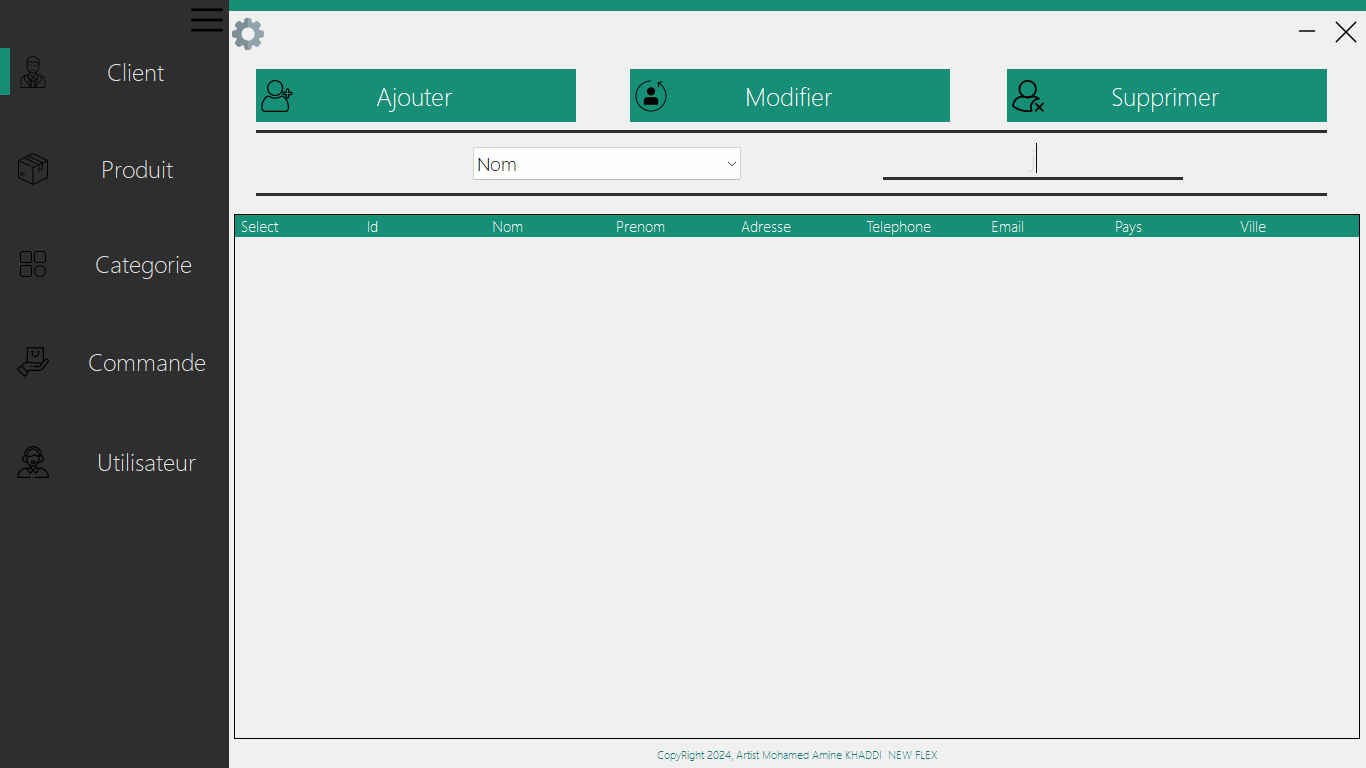 Client
Produit
Categorie
Commande
Utilisateur
Ajouter Modifier Supprimer
Nom j
Select Id Nom Prenom Adresse Telephone Email Pays Ville
CopyRight 2024, Artist Mohamed Amine KHADDI NEW FLEX